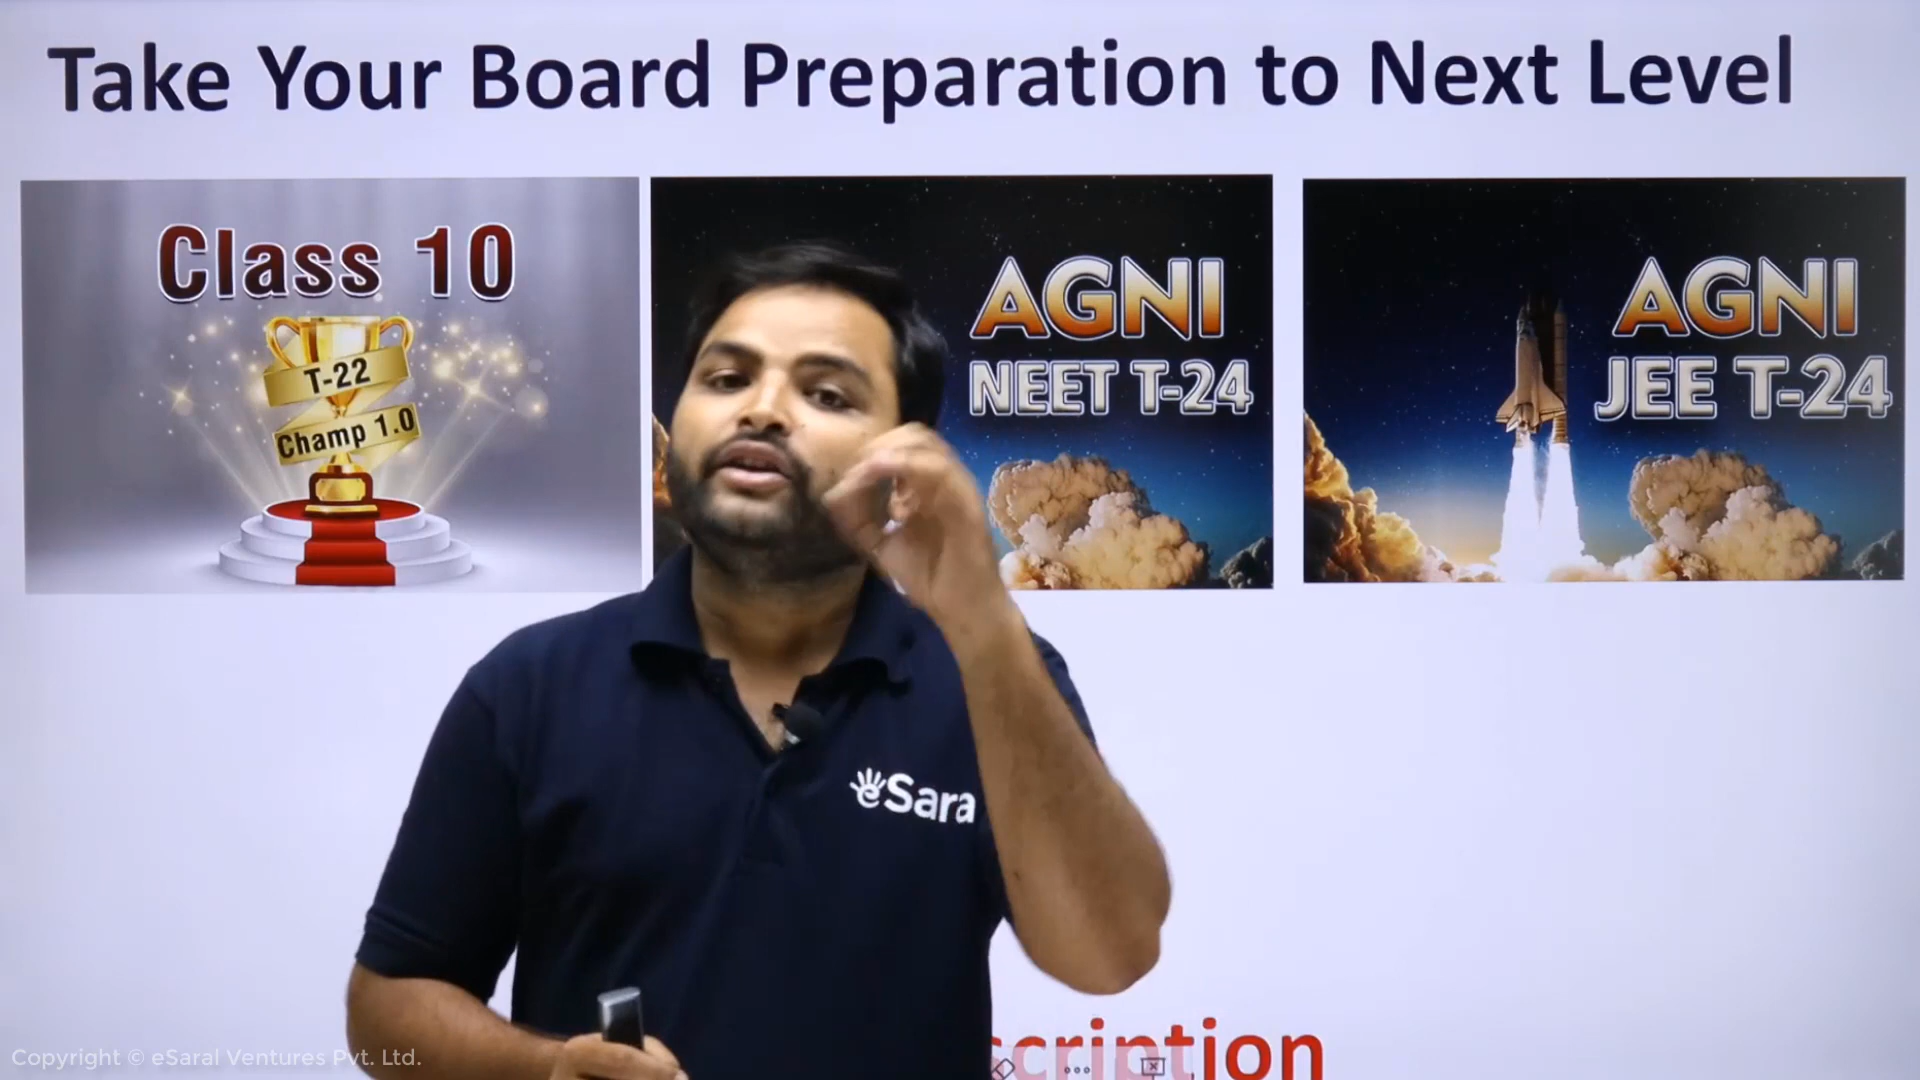 Take Your Board Preparation to Next Level
Class 10
T-22
Champ 1.0
AGNI
NEET T-24
AGNI
JEE T-24
eSara
scription
Copyright © eSaral Ventures Pvt. Ltd.